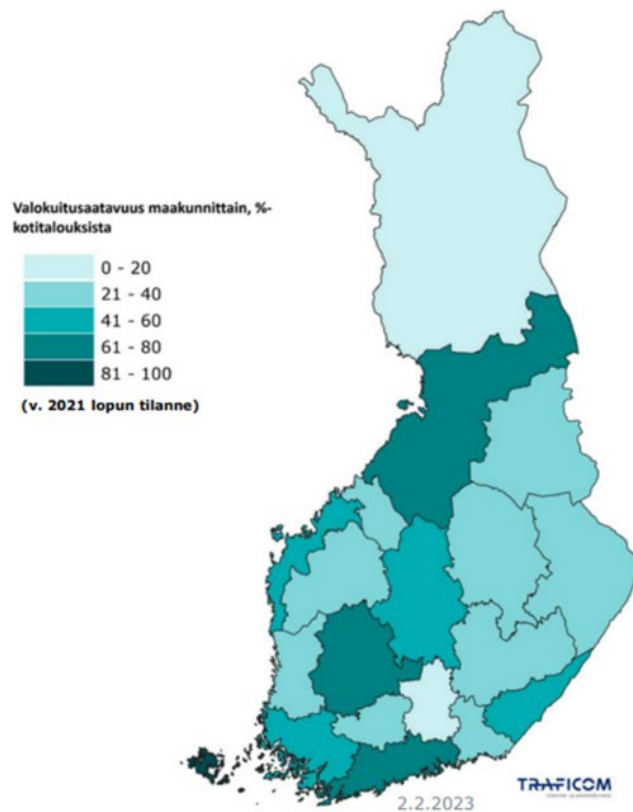 Valokuitusaatavuus maakunnittain, %-
kotitalouksista
0 - 20
21 - 40
41 - 60
61 - 80
81 - 100
(v. 2021 lopun tilanne)
TRAFICOM
2.2.2023